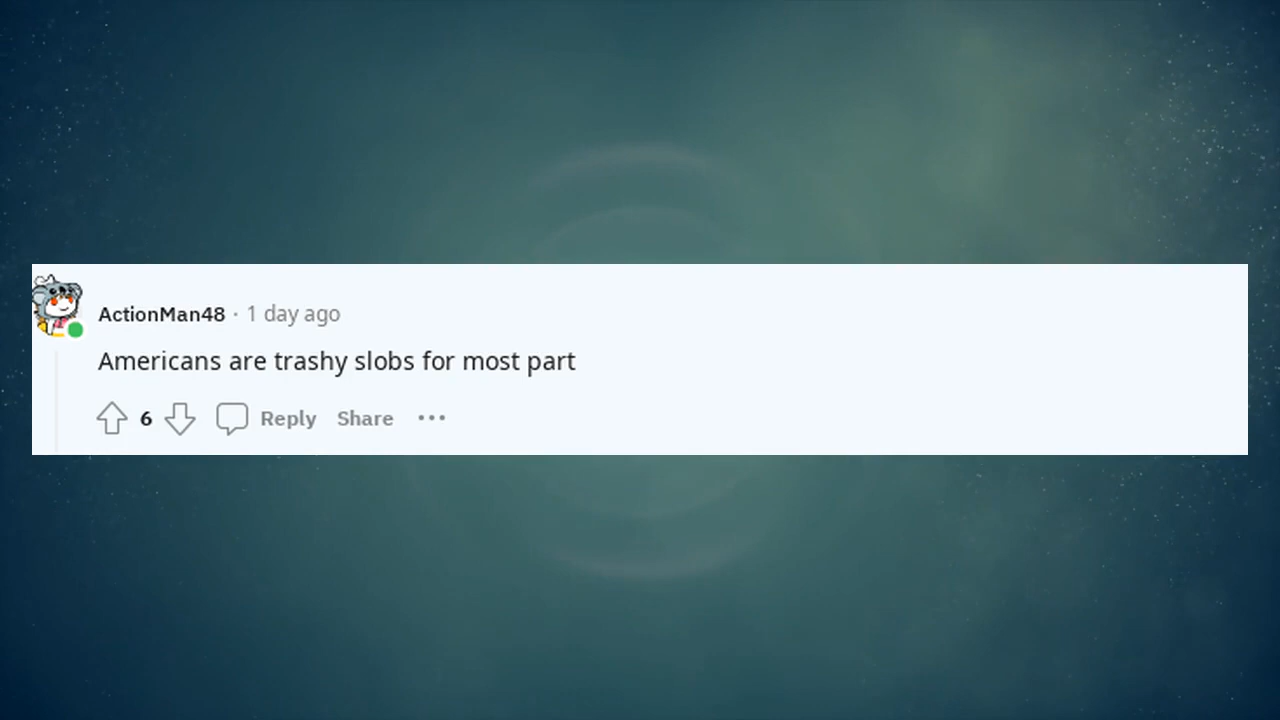 ActionMan48 · 1 day ago
Americans are trashy slobs for most part
6 Reply Share ···